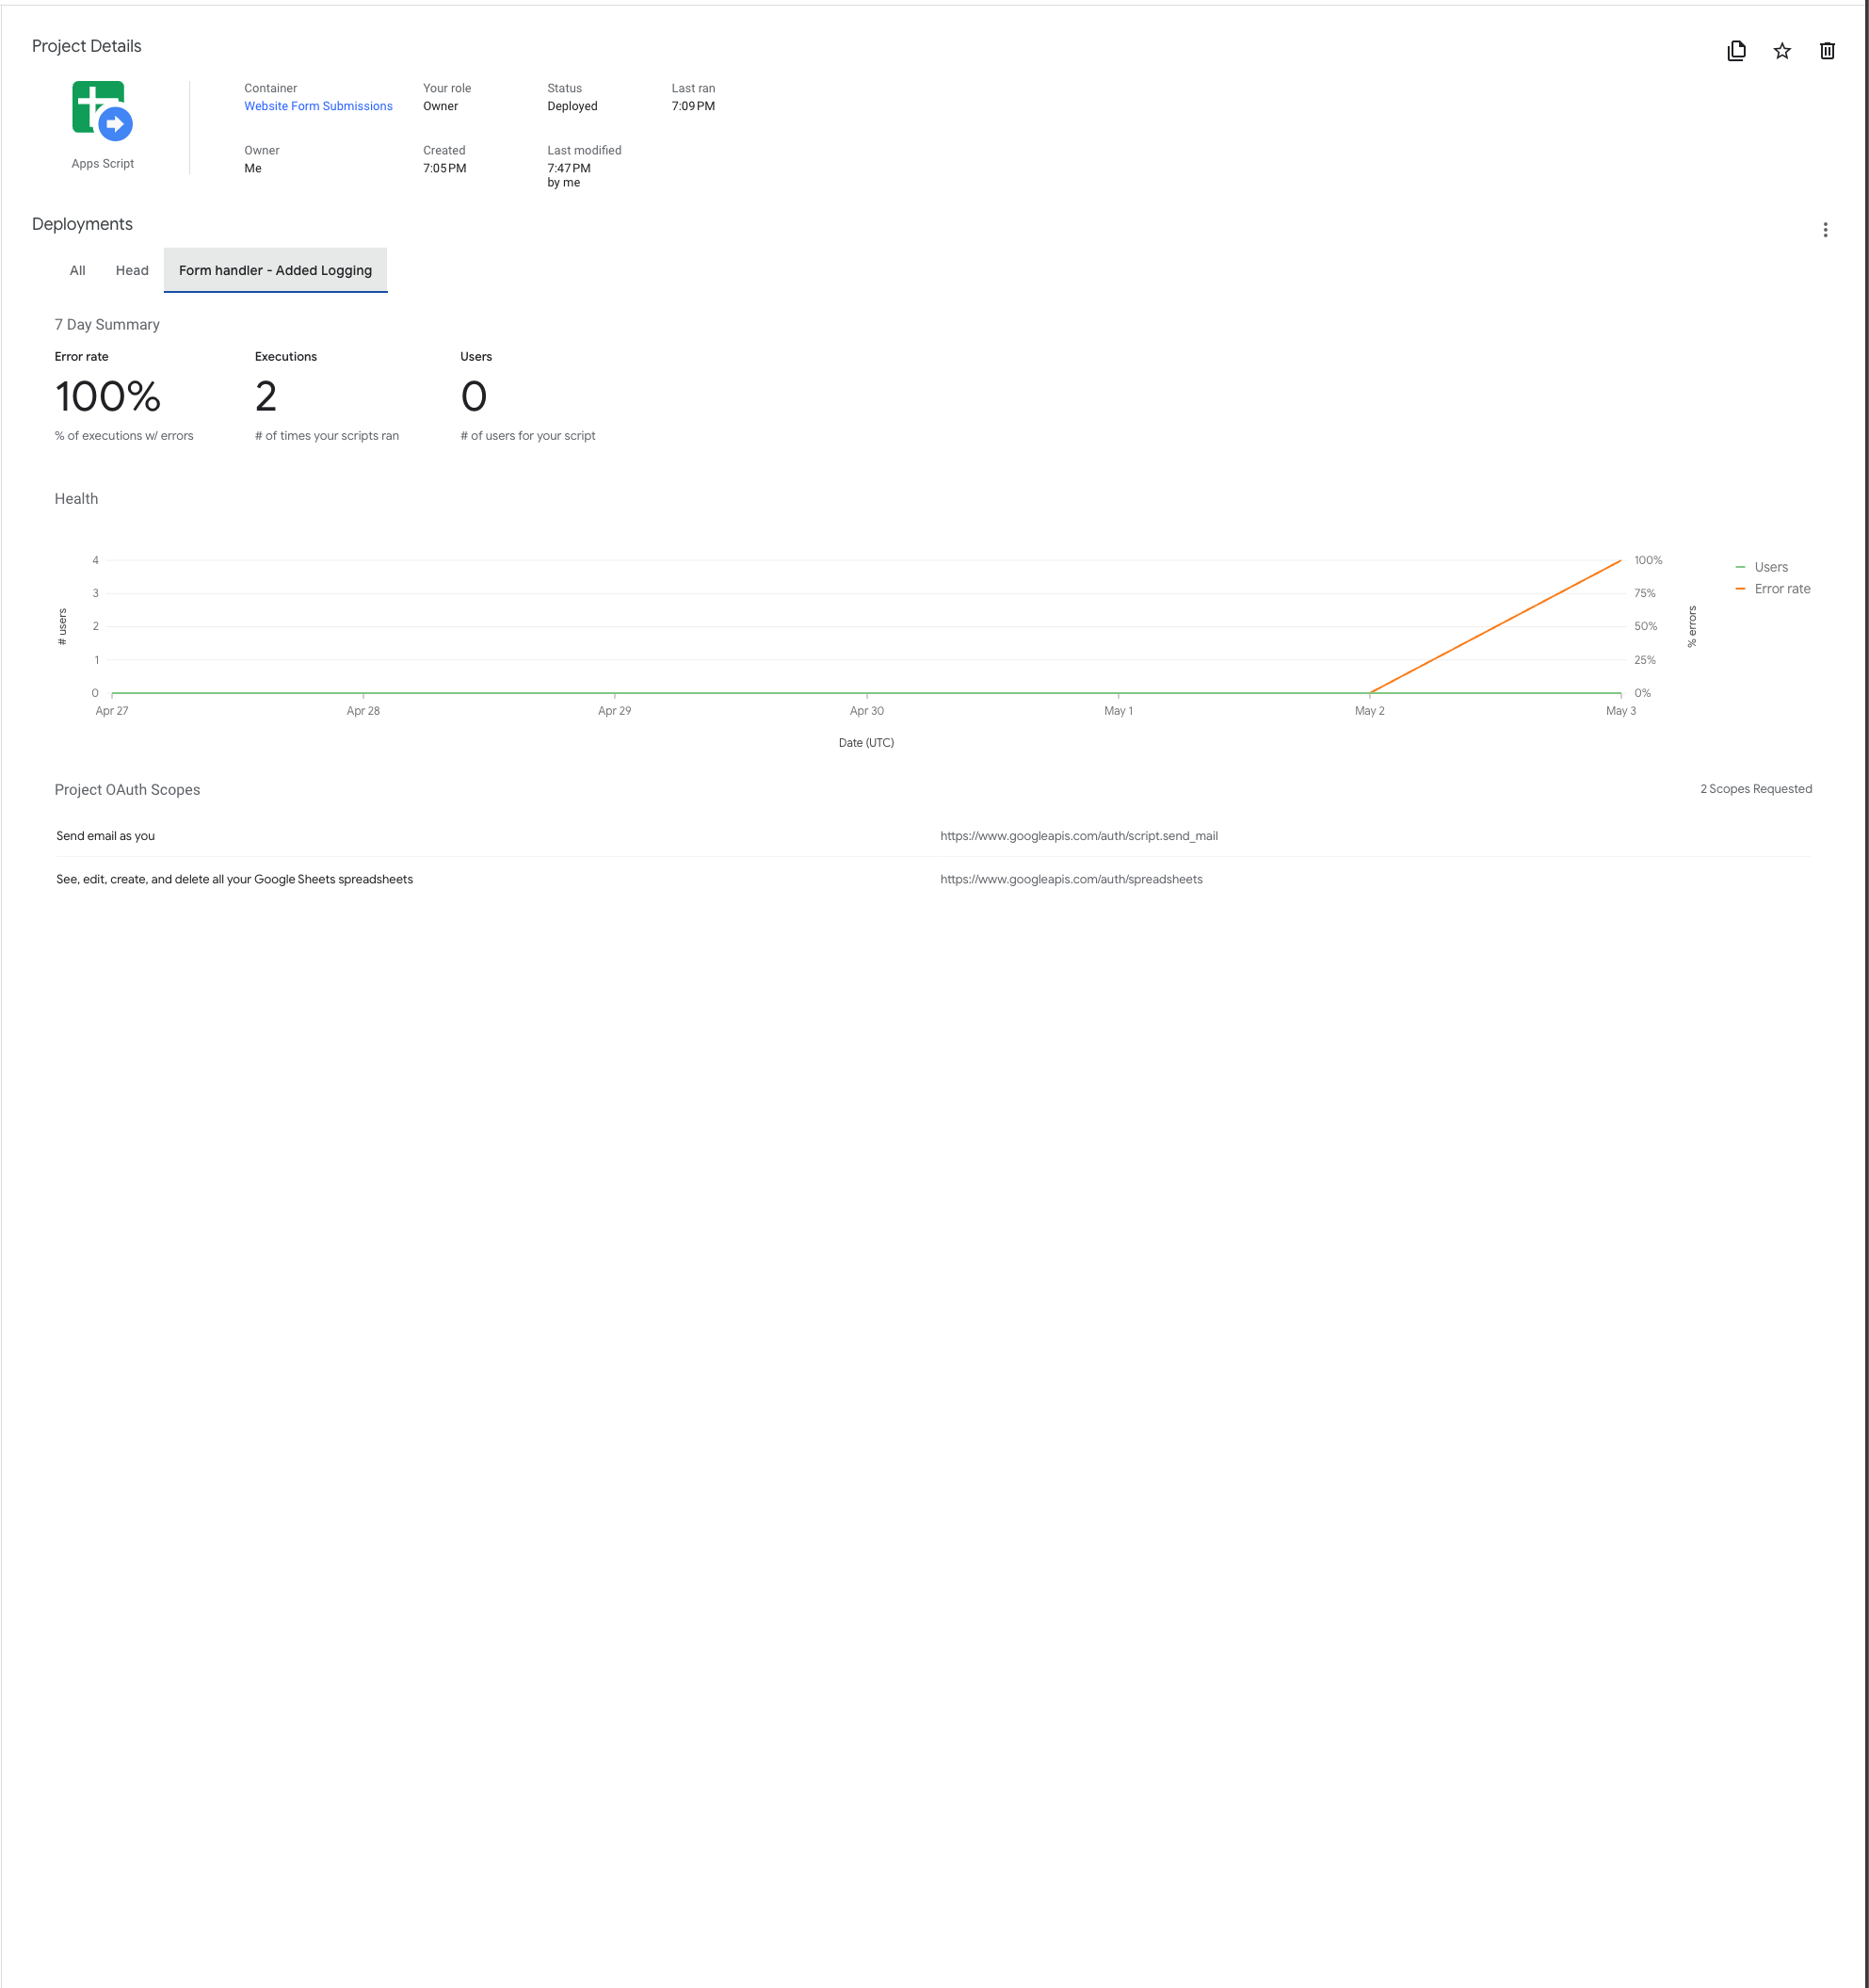 Project Details
Apps Script
Container
Website Form Submissions
Your role
Owner
Status
Deployed
Last ran
7:09 PM
Owner
Me
Created
7:05 PM
Last modified
7:47 PM
by me
Deployments
All
Head
Form handler - Added Logging
7 Day Summary
Error rate
100%
% of executions w/ errors
Executions
2
# of times your scripts ran
Users
0
# of users for your script
Health
# users
4
3
2
1
0
100%
75%
50%
25%
0%
% errors
Users
Error rate
Apr 27
Apr 28
Apr 29
Apr 30
May 1
May 2
May 3
Date (UTC)
Project OAuth Scopes
2 Scopes Requested
Send email as you
https://www.googleapis.com/auth/script.send_mail
See, edit, create, and delete all your Google Sheets spreadsheets
https://www.googleapis.com/auth/spreadsheets